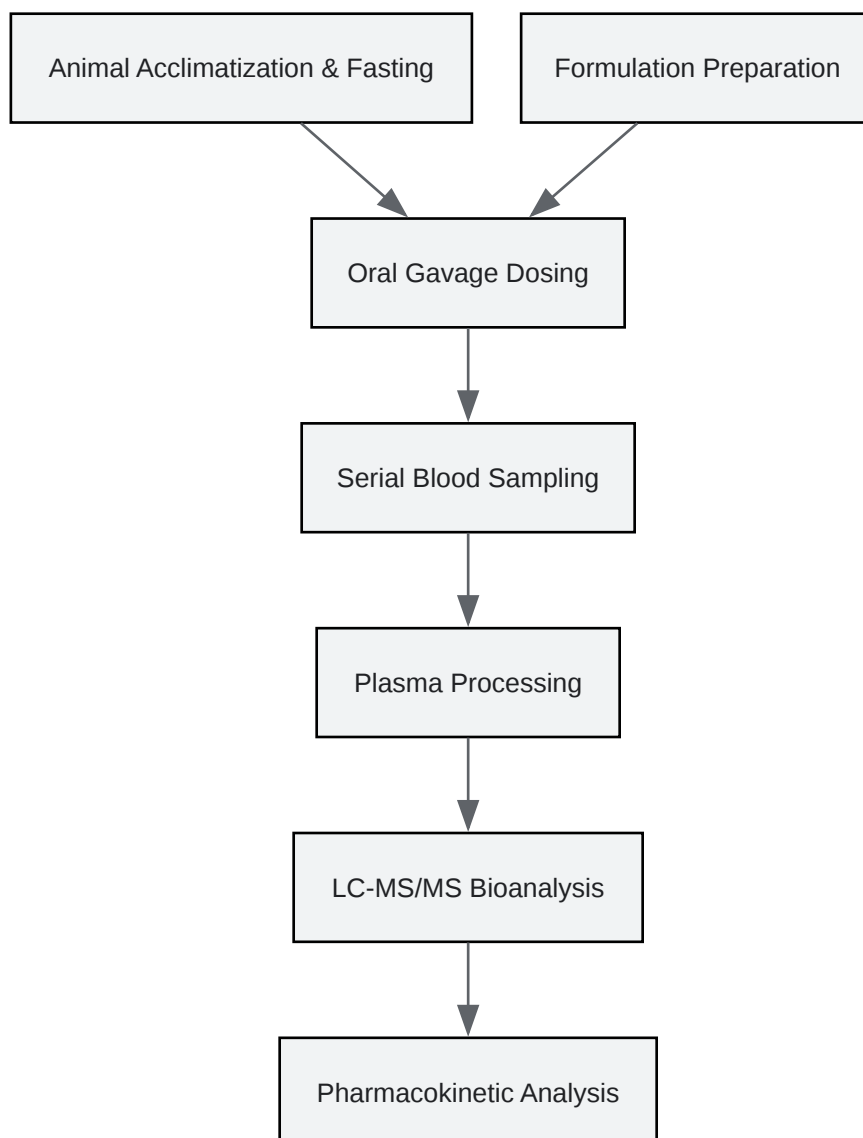 Animal Acclimatization & Fasting
Formulation Preparation
Oral Gavage Dosing
Serial Blood Sampling
Plasma Processing
LC-MS/MS Bioanalysis
Pharmacokinetic Analysis